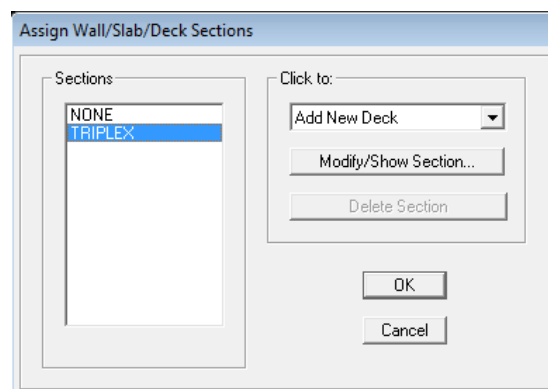 Assign Wall/Slab/Deck Sections
Sections
NONE
TRIPLEX
Click to:
Add New Deck
Modify/Show Section...
Delete Section
OK
Cancel